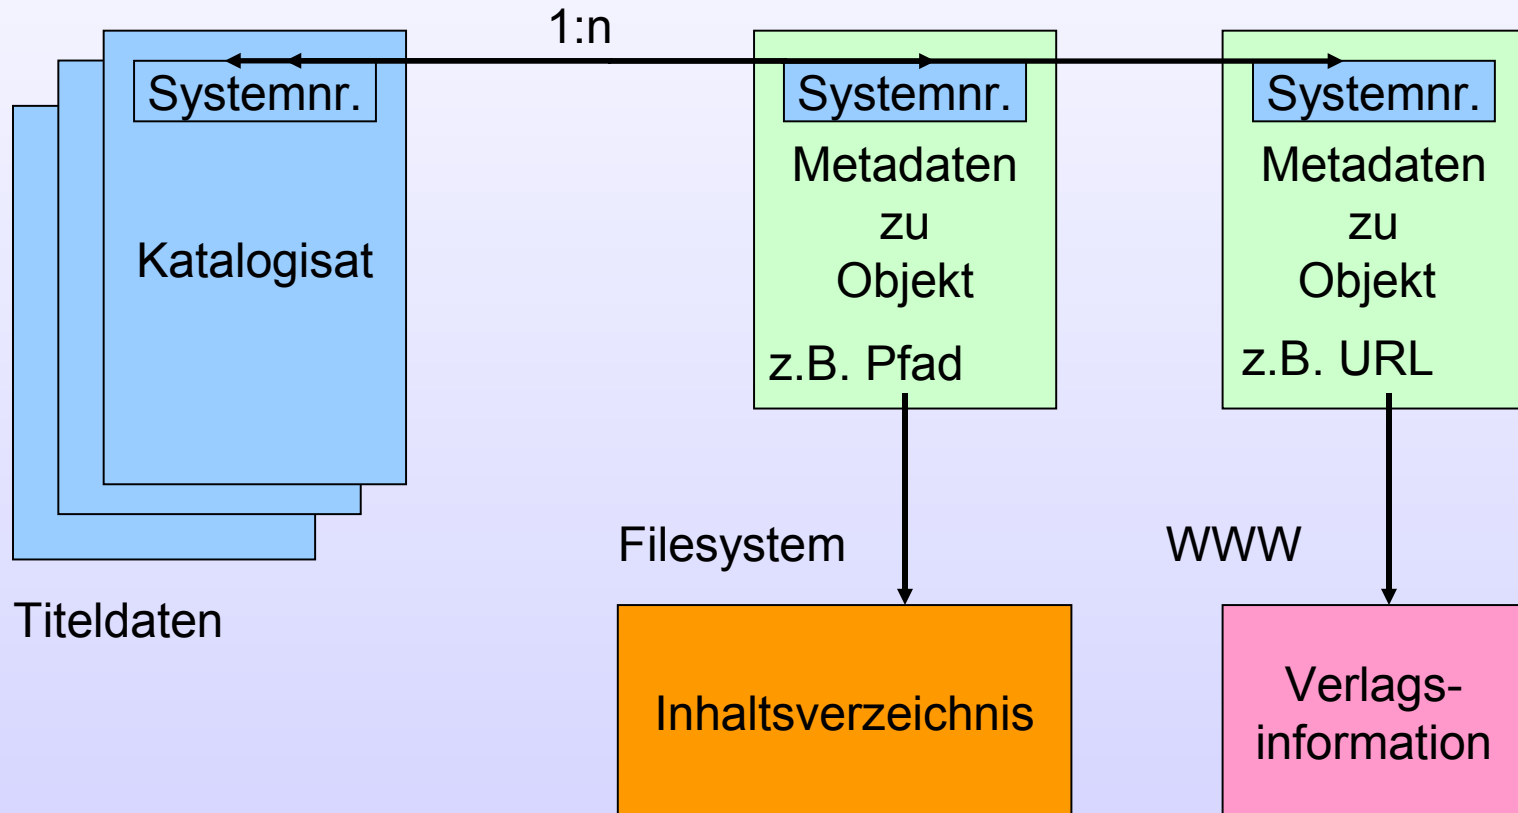 1:n
Systemnr.
Katalogisat
Titeldaten
Systemnr.
Metadaten
zu
Objekt
z.B. Pfad
Filesystem
Inhaltsverzeichnis
Systemnr.
Metadaten
zu
Objekt
z.B. URL
WWW
Verlags-
information